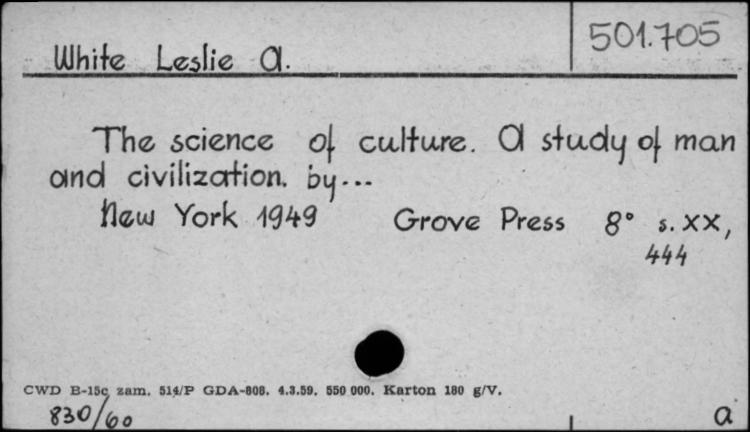 501.705
White Leslie A.
The science of culture. A study of man
and civilization. by...
New York 1949 Grove Press 8° s. XX,
444
CWD B-15c zam. 514/P GDA-808. 4.3.59. 550 000. Karton 180 g/V.
830/60
a